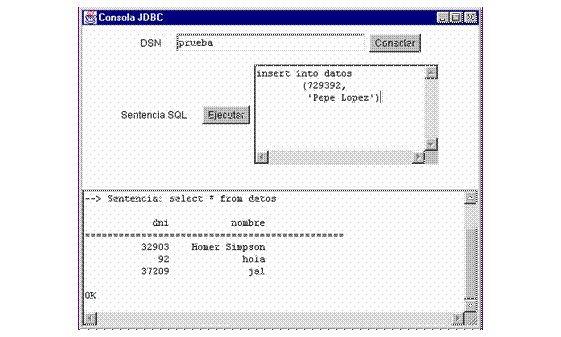 Consola JDBC
DSN prueba Conectar
insert into datos
(729392,
'Pepe Lopez')
Sentencia SQL Ejecutar
--> Sentencia: select * from datos
dni nombre
==========================================
32903 Homer Simpson
92 hola
37209 jal
OK